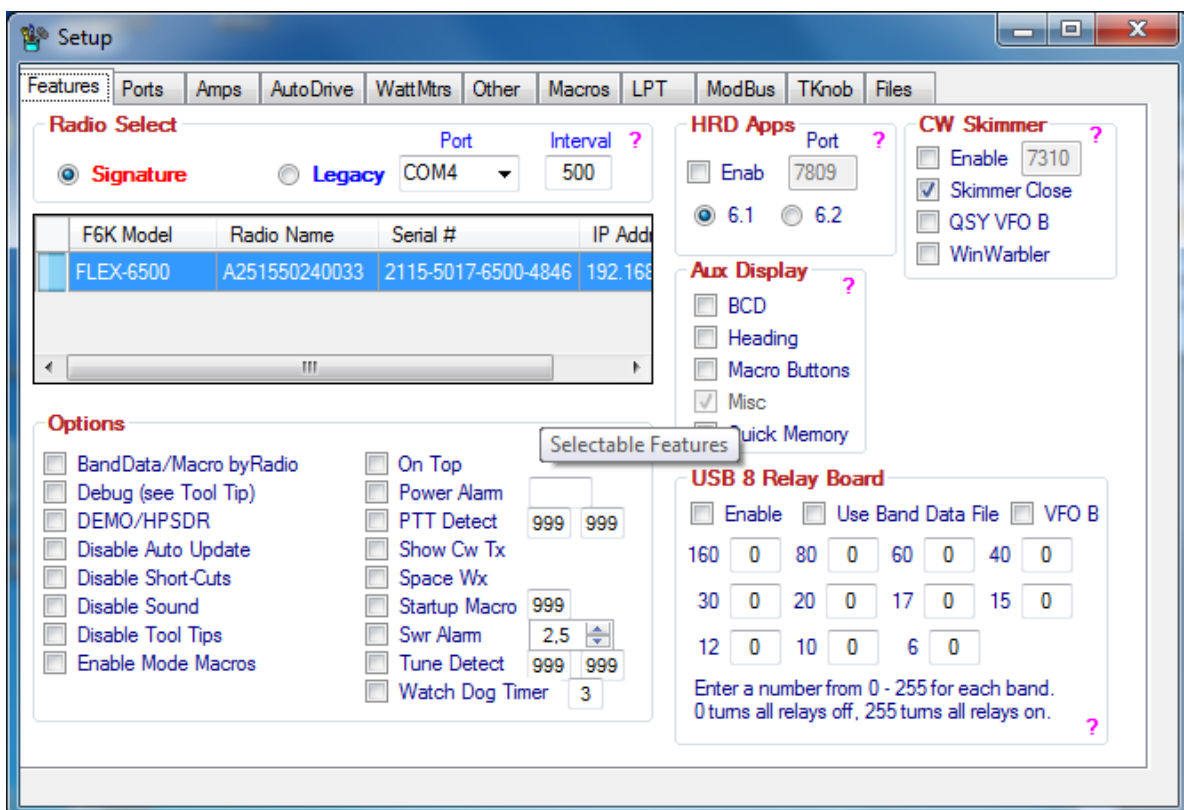 Setup
Features Ports Amps AutoDrive WattMtrs Other Macros LPT ModBus TKnob Files
Radio Select
Port Interval ?
Signature Legacy COM4 500
F6K Model Radio Name Serial # IP Addr
FLEX-6500 A251550240033 2115-5017-6500-4846 192.168
HRD Apps
Port ?
Enab 7809
6.1 6.2
CW Skimmer
?
Enable 7310
Skimmer Close
QSY VFO B
WinWarbler
Aux Display
?
BCD
Heading
Macro Buttons
Misc
Quick Memory
Selectable Features
Options
BandData/Macro byRadio
Debug (see Tool Tip)
DEMO/HPSDR
Disable Auto Update
Disable Short-Cuts
Disable Sound
Disable Tool Tips
Enable Mode Macros
On Top
Power Alarm
PTT Detect 999 999
Show Cw Tx
Space Wx
Startup Macro 999
Swr Alarm 2,5
Tune Detect 999 999
Watch Dog Timer 3
USB 8 Relay Board
Enable Use Band Data File VFO B
160 0 80 0 60 0 40 0
30 0 20 0 17 0 15 0
12 0 10 0 6 0
Enter a number from 0 - 255 for each band.
0 turns all relays off, 255 turns all relays on.
?